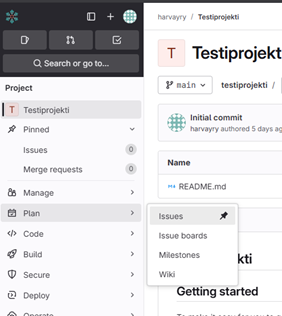 Search or go to...
Project
T Testiprojekti
Pinned
Issues 0
Merge requests 0
Manage
Plan
Code
Build
Secure
Deploy
harvayry / Testiprojekti
T Testiprojekt
main
testiprojekti /
Initial commit
harvayry authored 5 days ag
Name
README.md
Issues
Issue boards
Milestones
Wiki
kti
Getting started